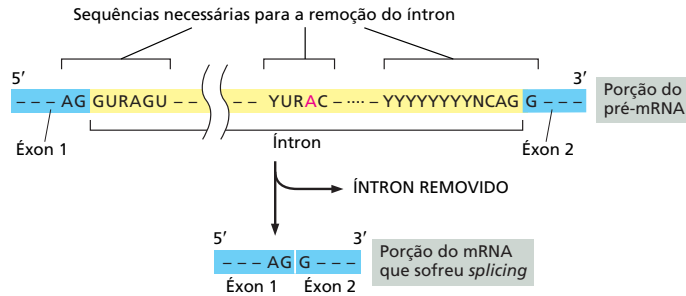 Sequências necessárias para a remoção do íntron
5′ 3′
– – – AG GURAGU – – – – YURAC – ···· – YYYYYYYYNCAG G – – –
Porção do
pré-mRNA
Éxon 1
Íntron
Éxon 2
ÍNTRON REMOVIDO
5′ 3′
– – – AG G – – –
Porção do mRNA
que sofreu splicing
Éxon 1 Éxon 2